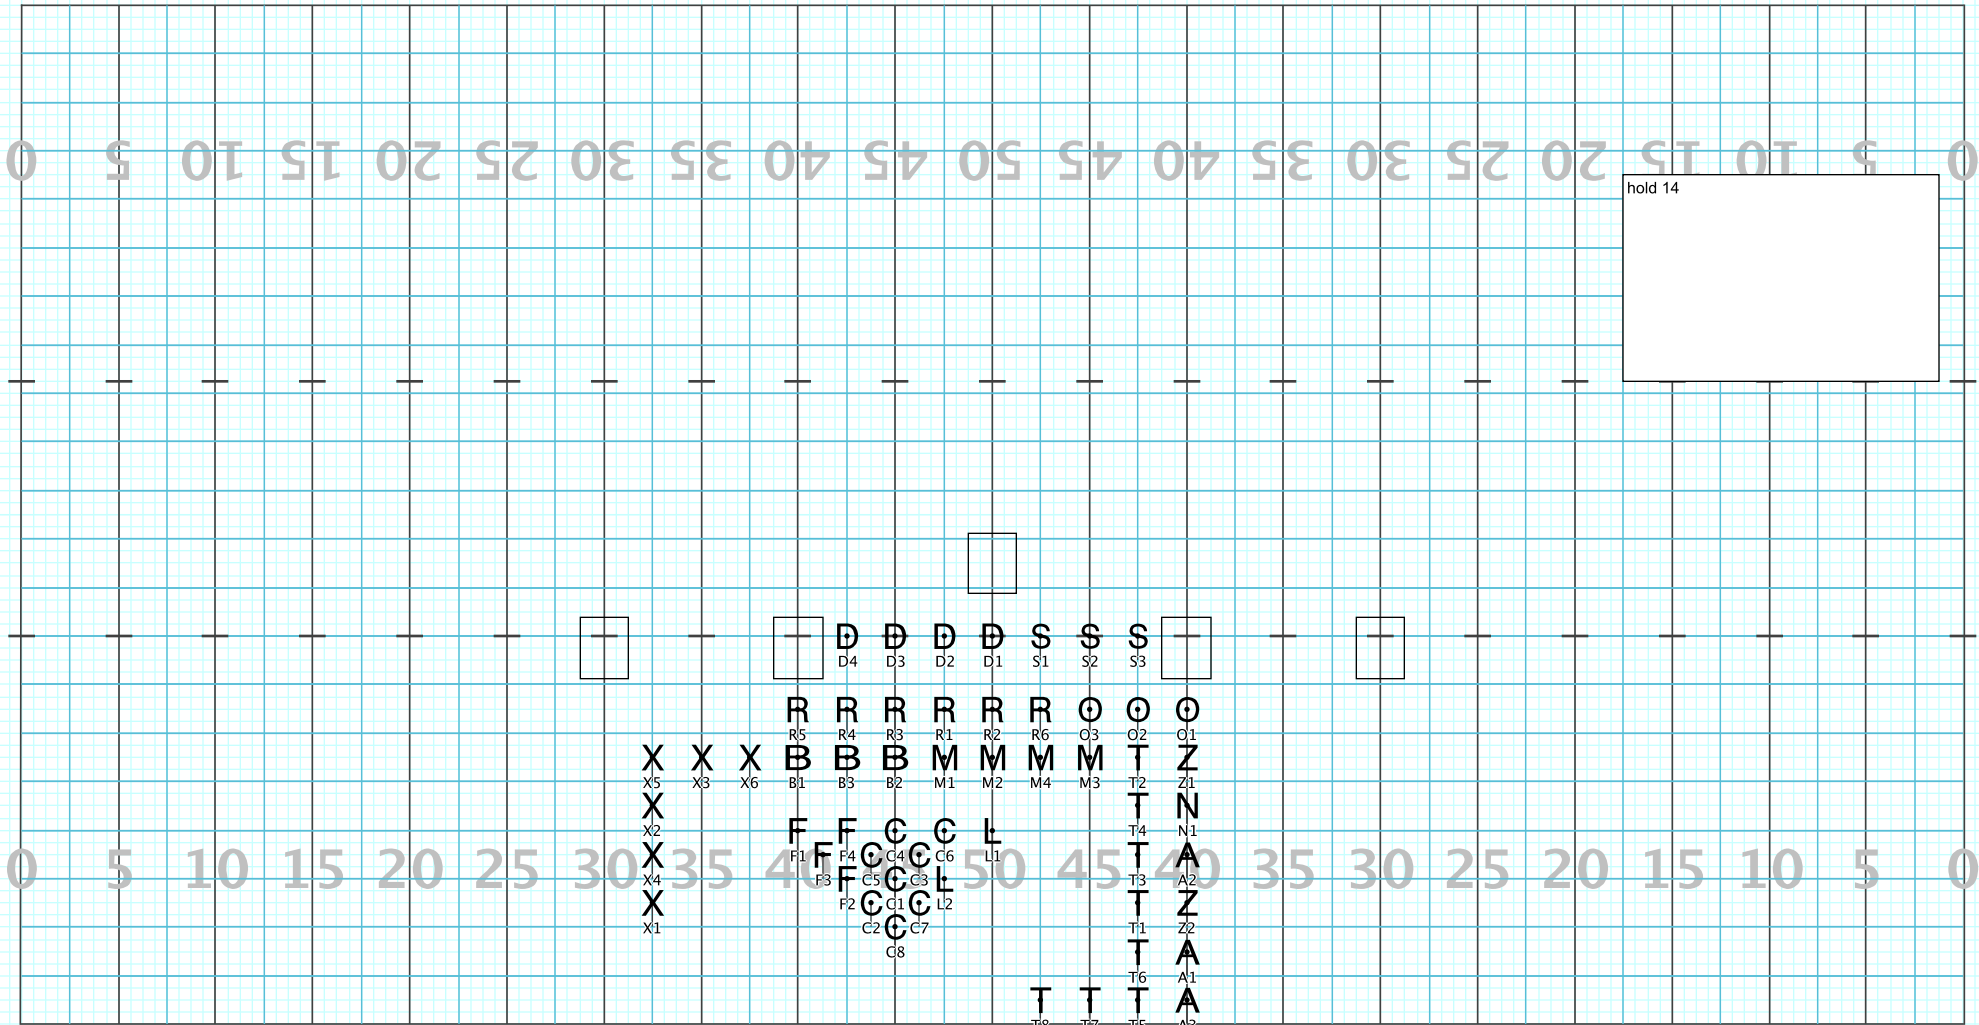 0 5 10 15 20 25 30 35 40 45 50 45 40 35 30 25 20 15 10 5 0
hold 14
D D D D S S S
D4 D3 D2 D1 S1 S2 S3
R R R R R R O O O
R5 R4 R3 R1 R2 R6 O3 O2 O1
X X X B B B M M M M T Z
X5 X3 X6 B1 B3 B2 M1 M2 M4 M3 T2 Z1
X T N
X2 T4 N1
F F C C L
F1 F4 C4 C6 L1
X F C C T A
X4 F3 C5 C3 T3 A2
0 5 10 15 20 25 30 35 40 45 50 45 40 35 30 25 20 15 10 5 0
F C L
F2 C1 L2
X C C T Z
X1 C2 C7 T1 Z2
C
C8
T A
T6 A1
T T T A
T8 T7 T5 A3